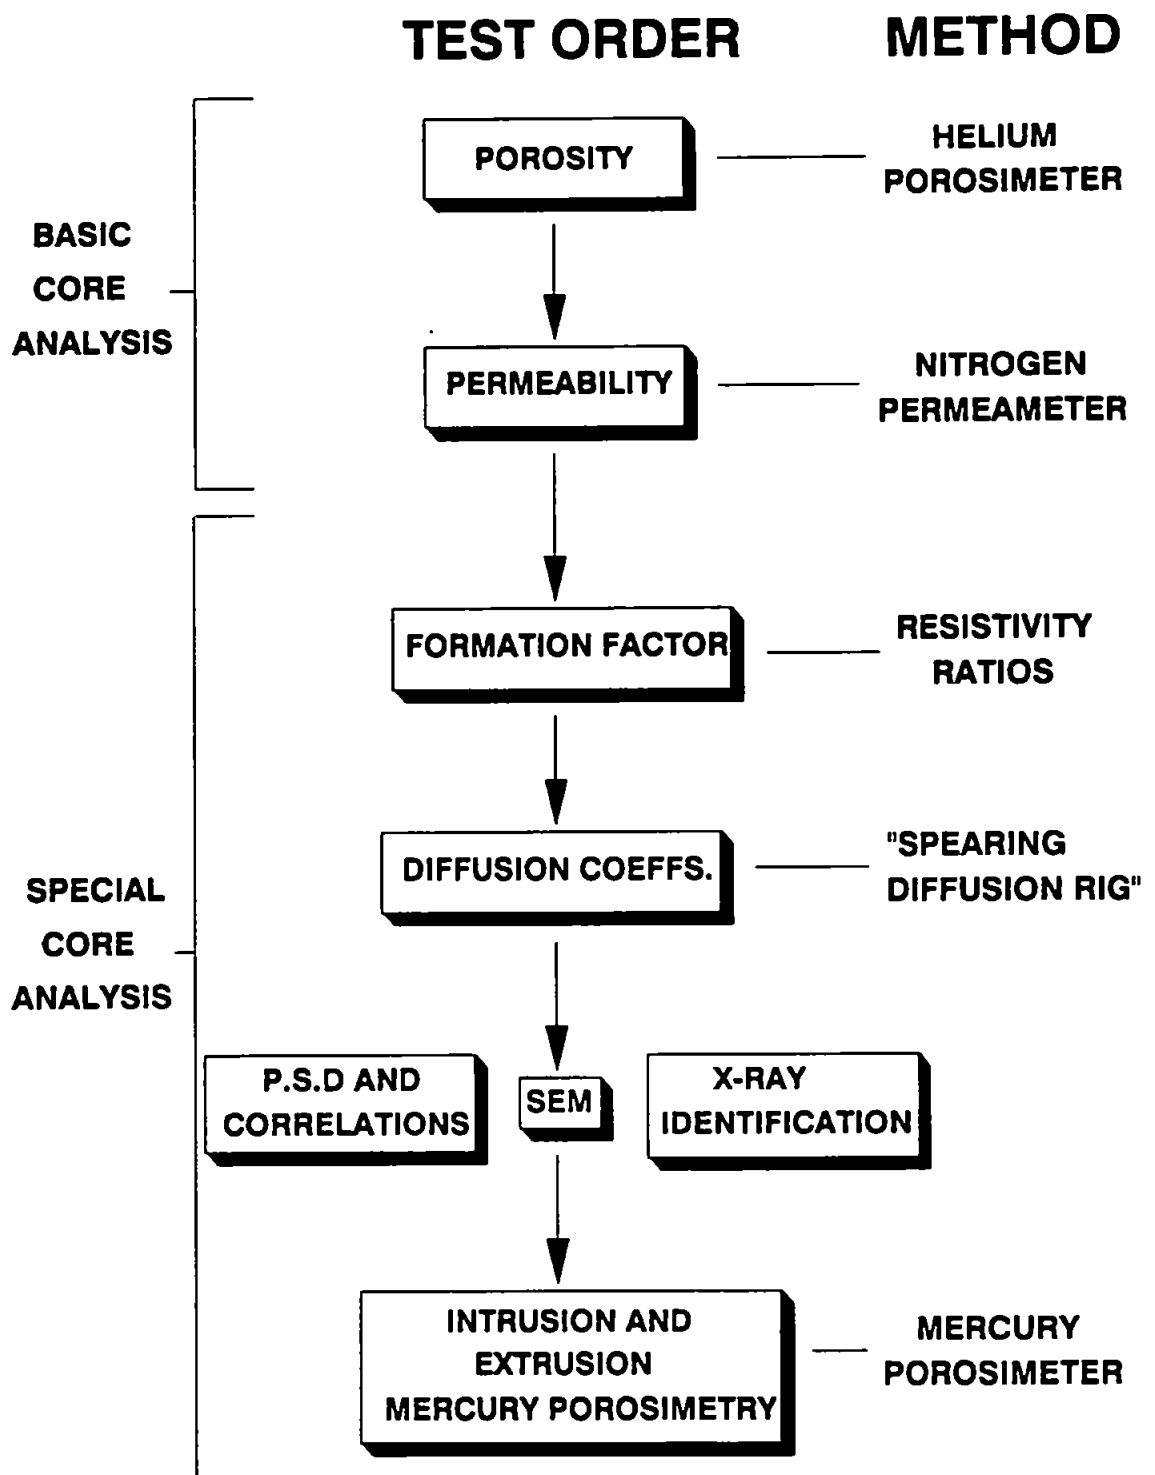 TEST ORDER
METHOD
BASIC
CORE
ANALYSIS
POROSITY
HELIUM
POROSIMETER
PERMEABILITY
NITROGEN
PERMEAMETER
SPECIAL
CORE
ANALYSIS
FORMATION FACTOR
RESISTIVITY
RATIOS
DIFFUSION COEFFS.
"SPEARING
DIFFUSION RIG"
P.S.D AND
CORRELATIONS
SEM
X-RAY
IDENTIFICATION
INTRUSION AND
EXTRUSION
MERCURY POROSIMETRY
MERCURY
POROSIMETER